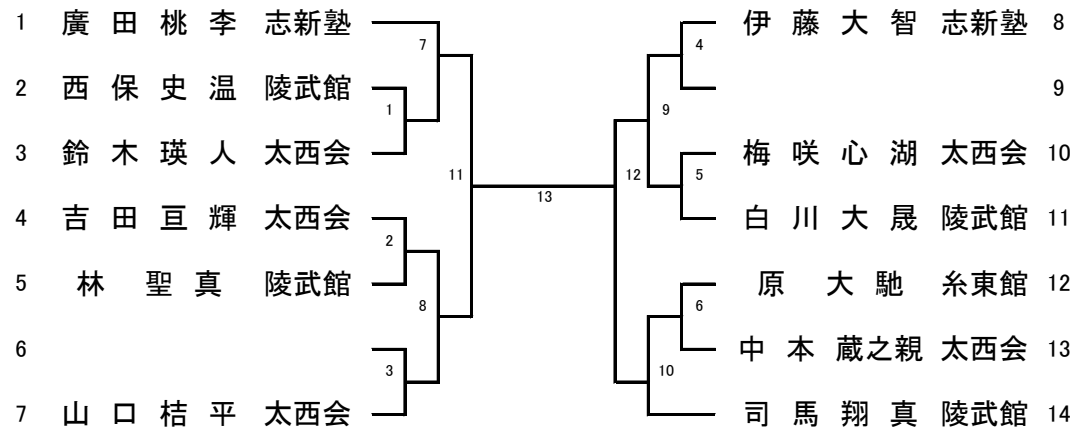 1 廣田桃李 志新塾
2 西保史温 陵武館
3 鈴木瑛人 太西会
4 吉田亘輝 太西会
5 林聖真 陵武館
6
7 山口桔平 太西会
7
1
2
8
3
11
13
12
9
4
5
6
10
伊藤大智 志新塾 8
9
梅咲心湖 太西会 10
白川大晟 陵武館 11
原大馳 糸東館 12
中本蔵之親 太西会 13
司馬翔真 陵武館 14